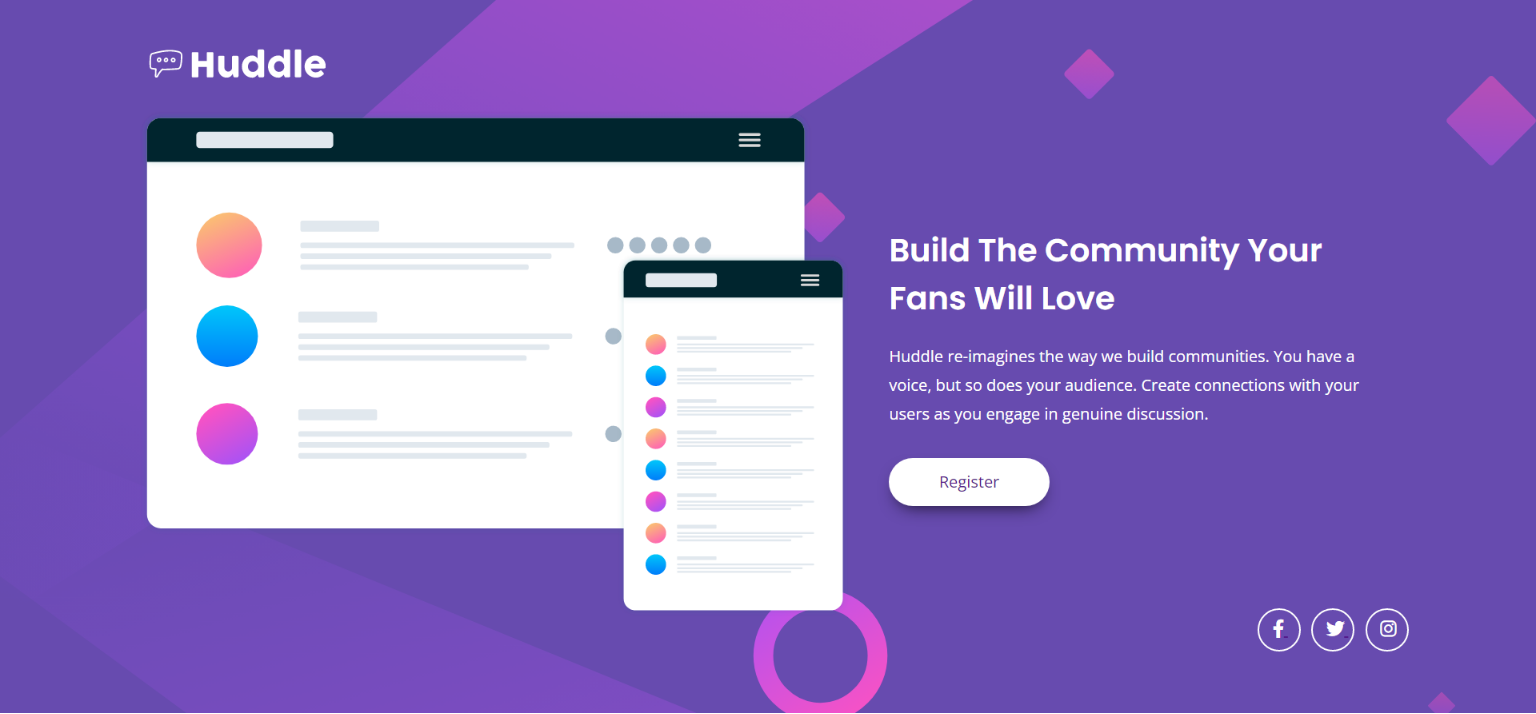 Huddle
Build The Community Your
Fans Will Love
Huddle re-imagines the way we build communities. You have a
voice, but so does your audience. Create connections with your
users as you engage in genuine discussion.
Register